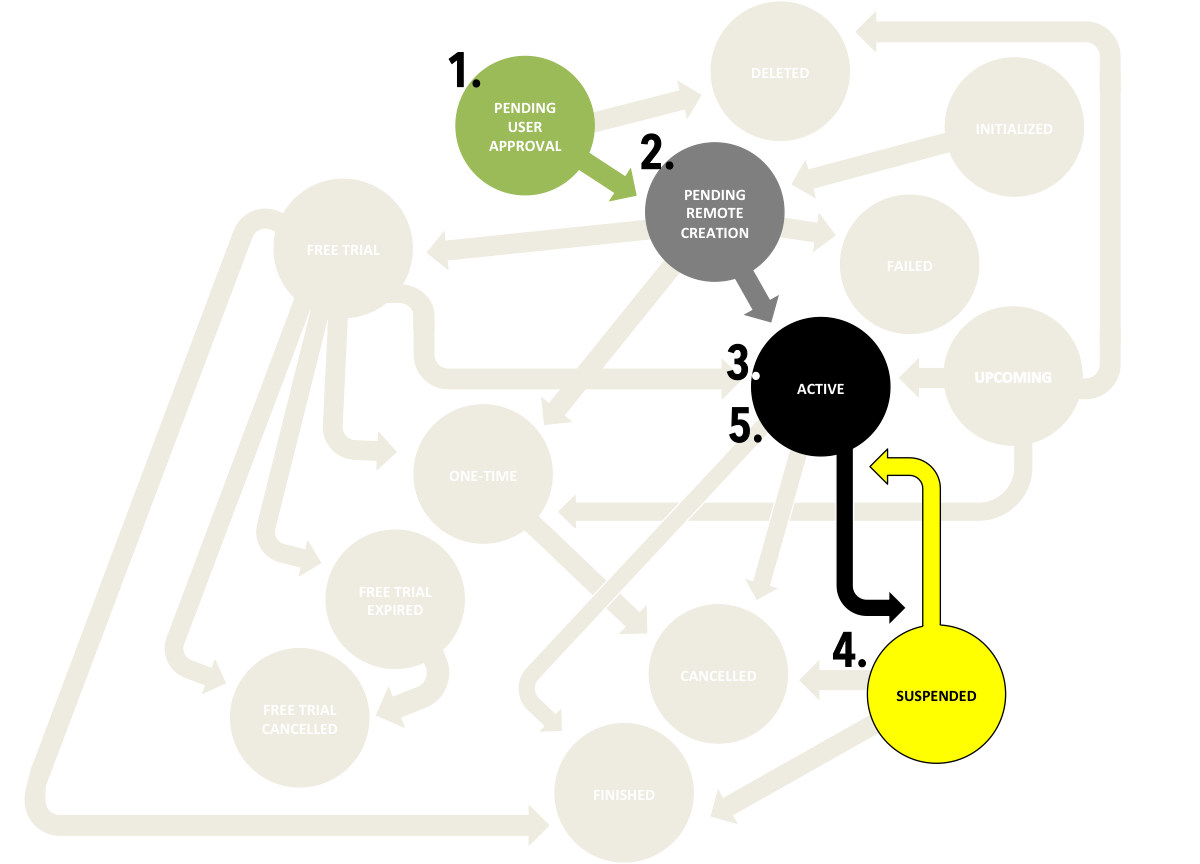 DELETED
1.
PENDING
USER
APPROVAL
INITIALIZED
2.
PENDING
REMOTE
CREATION
FREE TRIAL
FAILED
3.
ACTIVE
UPCOMING
5.
ONE-TIME
FREE TRIAL
EXPIRED
4.
CANCELLED
SUSPENDED
FREE TRIAL
CANCELLED
FINISHED